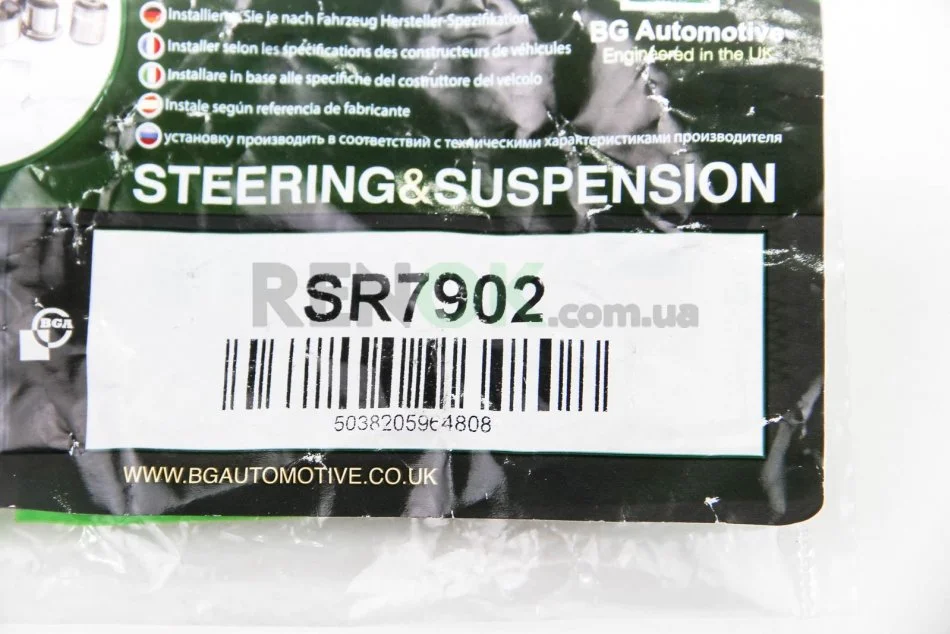 Installieren Sie je nach Fahrzeug Hersteller-Spezifikation
Installer selon les spécifications des constructeurs de véhicules
Installare in base alle specifiche del costruttore del veicolo
Instale según referencia de fabricante
установку производить в соответствии с техническими характеристиками производителя
BG Automotive
Engineered in the UK
STEERING&SUSPENSION
SR7902
RENOK.com.ua
BGA
5038205964808
WWW.BGAUTOMOTIVE.CO.UK